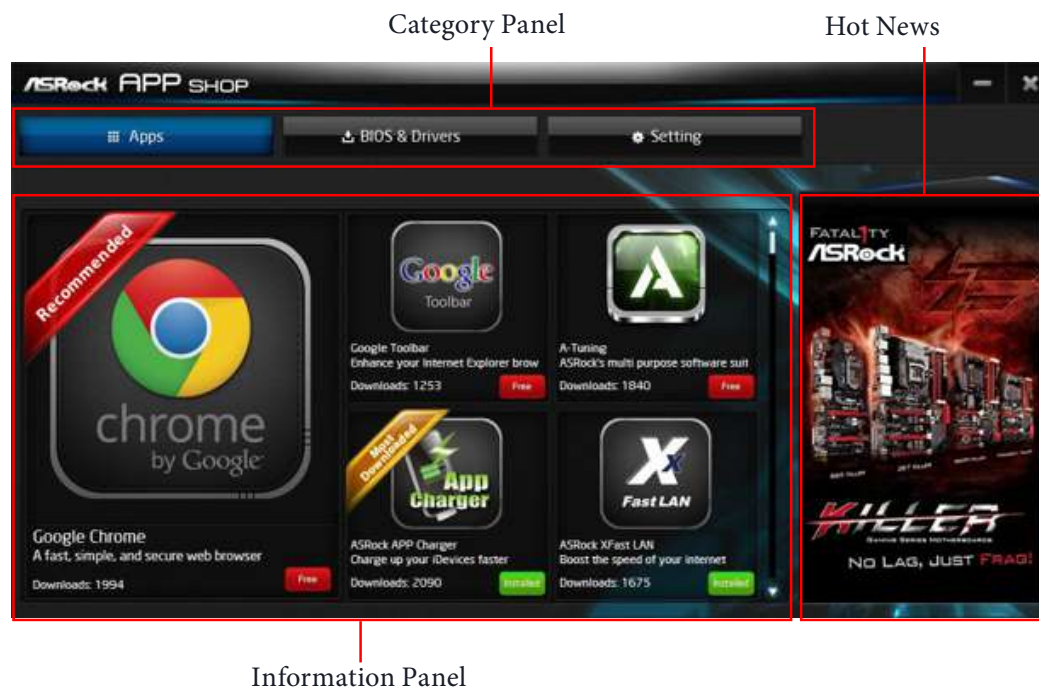 Category Panel
Hot News
ASRock APP SHOP
Apps
BIOS & Drivers
Setting
Recommended
chrome
by Google
Google Chrome
A fast, simple, and secure web browser
Downloads: 1994
Free
Google
Toolbar
Google Toolbar
Enhance your Internet Explorer brow
Downloads: 1253
Free
A
A-Tuning
ASRock's multi purpose software suit
Downloads: 1840
Free
Most
Downloaded
App
Charger
ASRock APP Charger
Charge up your iDevices faster
Downloads: 2090
Installed
X
Fast LAN
ASRock XFast LAN
Boost the speed of your internet
Downloads: 1675
Installed
FATAL1TY
ASRock
KILLER
GAMING SERIES MOTHERBOARDS
NO LAG, JUST FRAG!
Information Panel